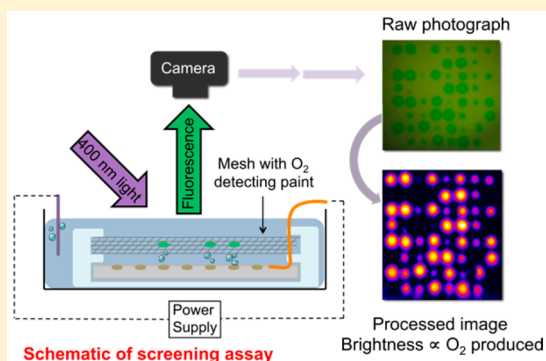 Raw photograph
Camera
400 nm light
Fluorescence
Mesh with O₂
detecting paint
Power
Supply
Schematic of screening assay
Processed image
Brightness ∝ O₂ produced